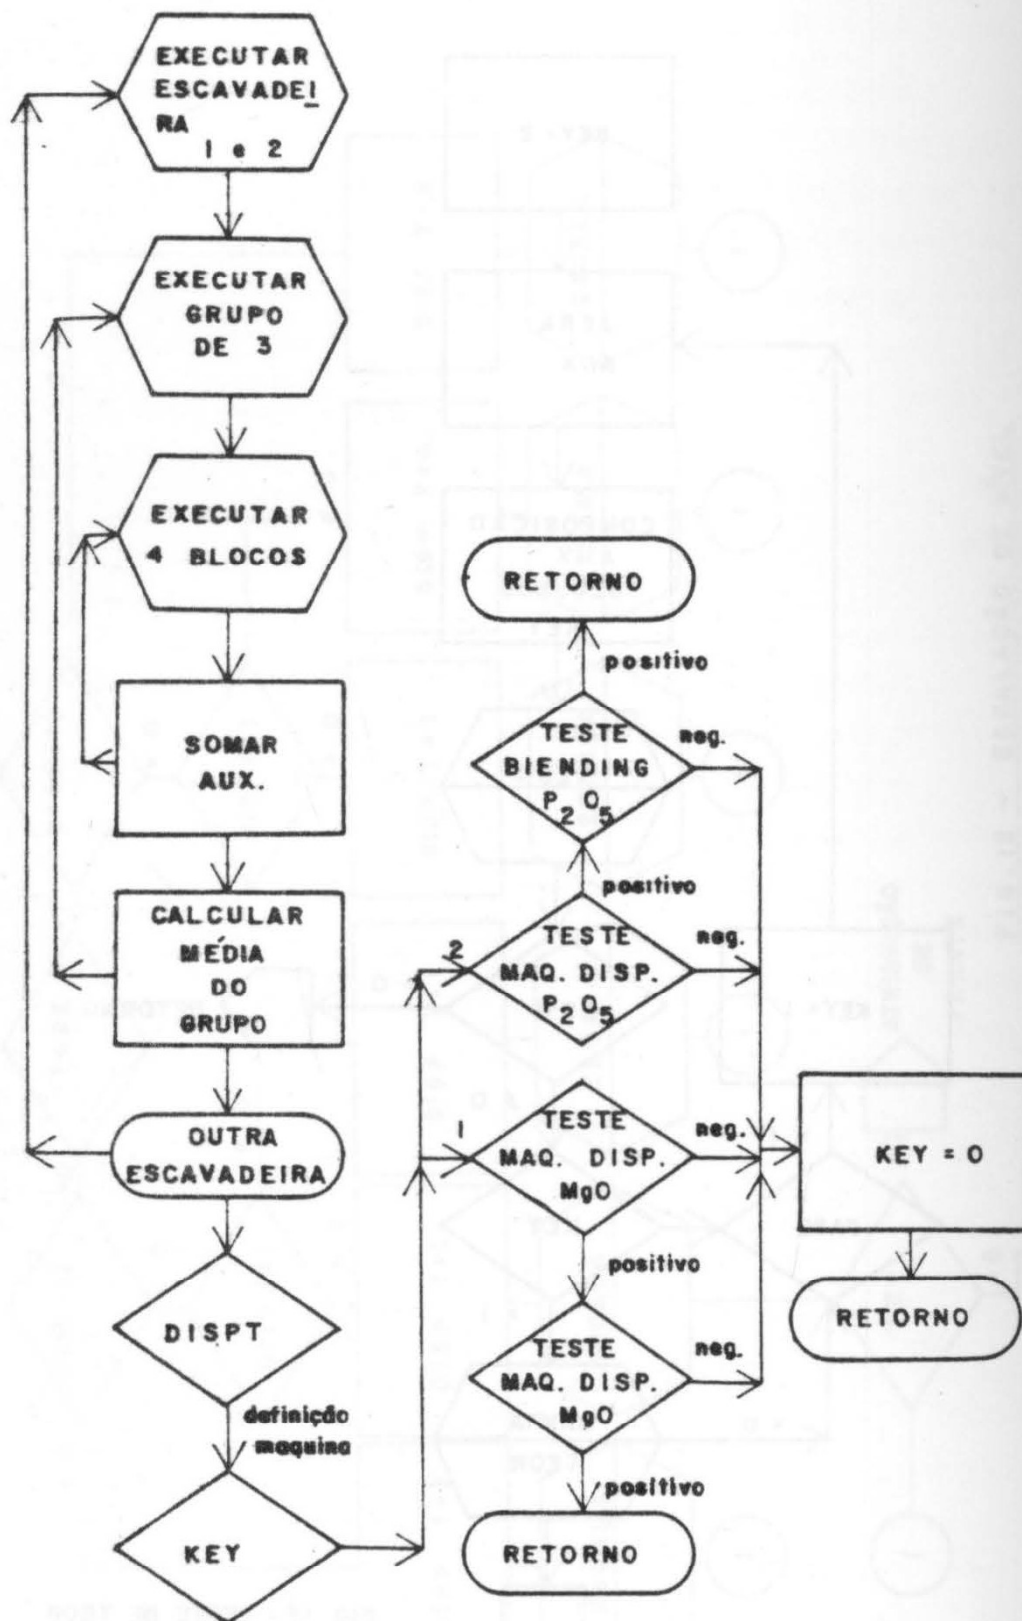 EXECUTAR
ESCAVADEI
RA
1 e 2
EXECUTAR
GRUPO
DE 3
EXECUTAR
4 BLOCOS
SOMAR
AUX.
CALCULAR
MÉDIA
DO
GRUPO
OUTRA
ESCAVADEIRA
DISPT
definição
maquina
KEY
RETORNO
positivo
TESTE
BIENDING
P2O5
neg.
positivo
2
TESTE
MAQ. DISP.
P2O5
neg.
1
TESTE
MAQ. DISP.
MgO
neg.
positivo
TESTE
MAQ. DISP.
MgO
neg.
positivo
RETORNO
KEY = 0
RETORNO